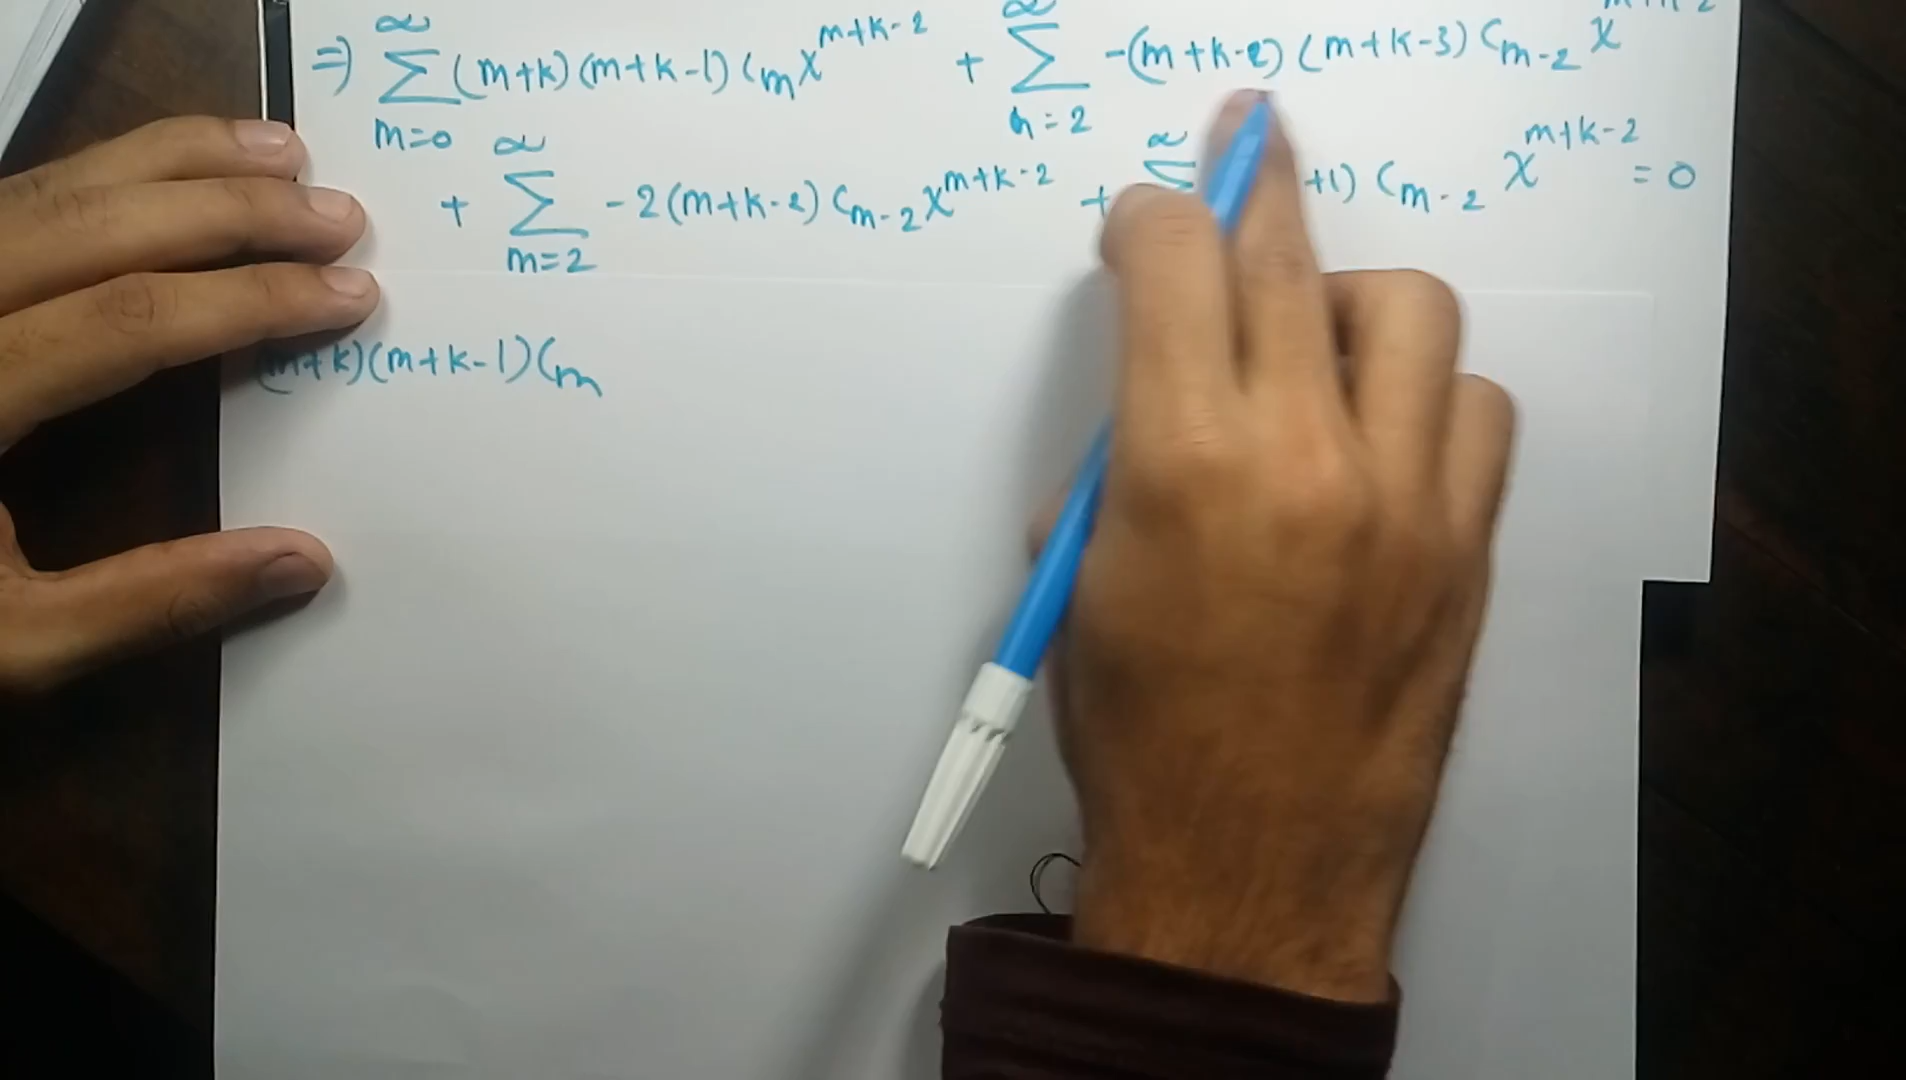 ⇒ ∑_{m=0}^{∞} (m+k)(m+k-1) C_m x^{m+k-2} + ∑_{n=2}^{∞} -(m+k-2)(m+k-3) C_{m-2} x
+ ∑_{m=2}^{∞} -2(m+k-2) C_{m-2} x^{m+k-2} + ∑^{∞} +1) C_{m-2} x^{m+k-2} = 0
(m+k)(m+k-1) C_m